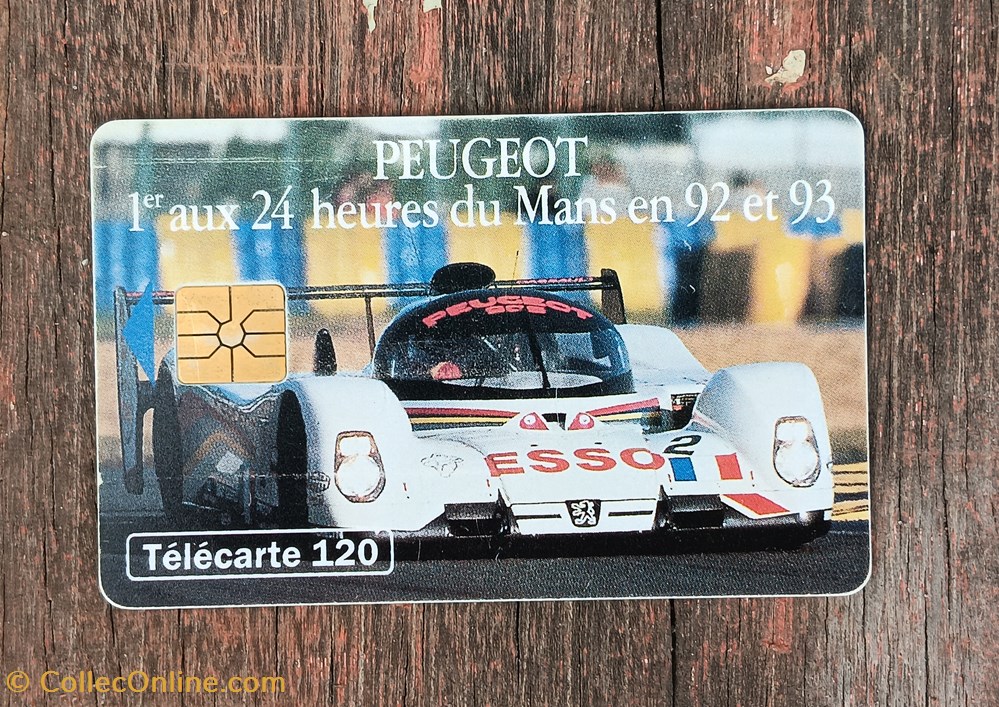 PEUGEOT
1er aux 24 heures du Mans en 92 et 93
PEUGEOT
905
ESSO
2
Télécarte 120
© CollecOnline.com